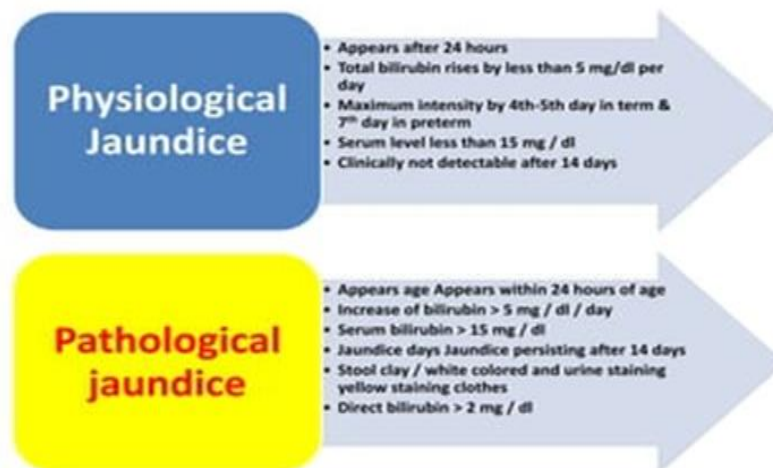 Physiological
Jaundice
• Appears after 24 hours
• Total bilirubin rises by less than 5 mg/dl per
day
• Maximum intensity by 4th-5th day in term &
7th day in preterm
• Serum level less than 15 mg / dl
• Clinically not detectable after 14 days
Pathological
jaundice
• Appears age Appears within 24 hours of age
• Increase of bilirubin > 5 mg / dl / day
• Serum bilirubin > 15 mg / dl
• Jaundice days Jaundice persisting after 14 days
• Stool clay / white colored and urine staining
yellow staining clothes
• Direct bilirubin > 2 mg / dl